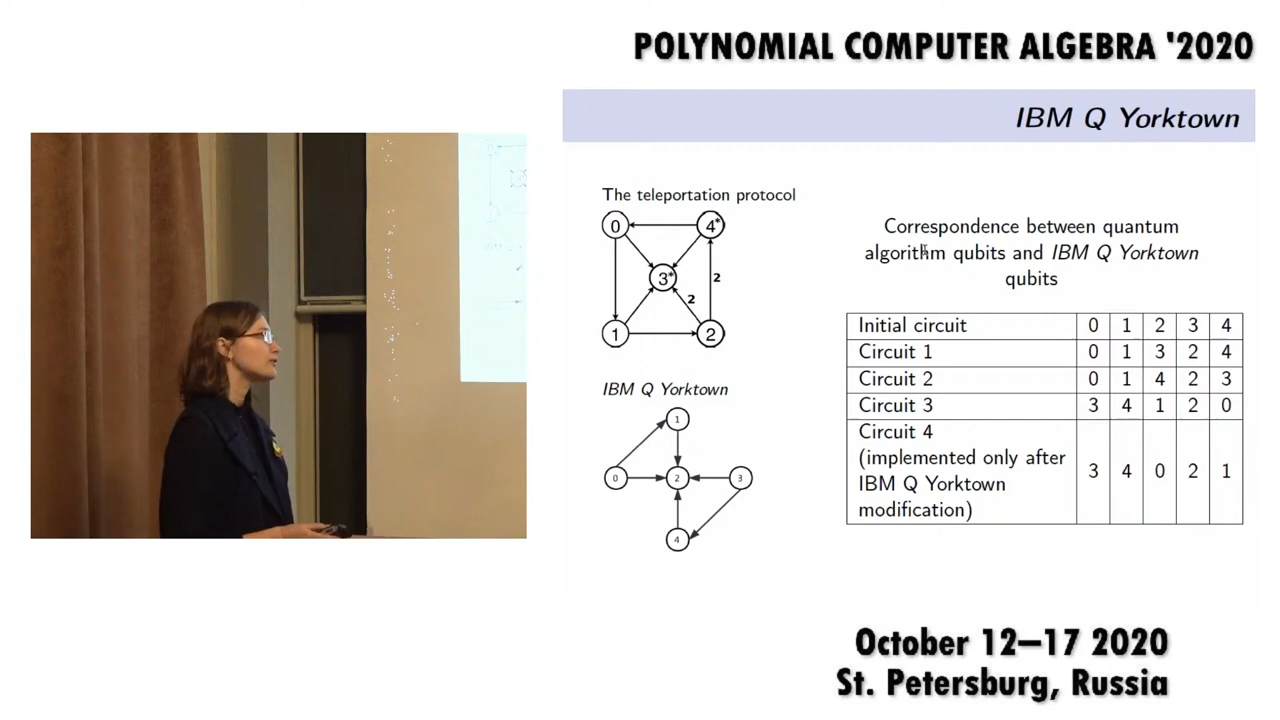 POLYNOMIAL COMPUTER ALGEBRA '2020
IBM Q Yorktown
The teleportation protocol
0 4*
3*
2
2
1 2
IBM Q Yorktown
1
0 2 3
4
Correspondence between quantum
algorithm qubits and IBM Q Yorktown
qubits
Initial circuit 0 1 2 3 4
Circuit 1 0 1 3 2 4
Circuit 2 0 1 4 2 3
Circuit 3 3 4 1 2 0
Circuit 4
(implemented only after
IBM Q Yorktown
modification)
3 4 0 2 1
October 12–17 2020
St. Petersburg, Russia